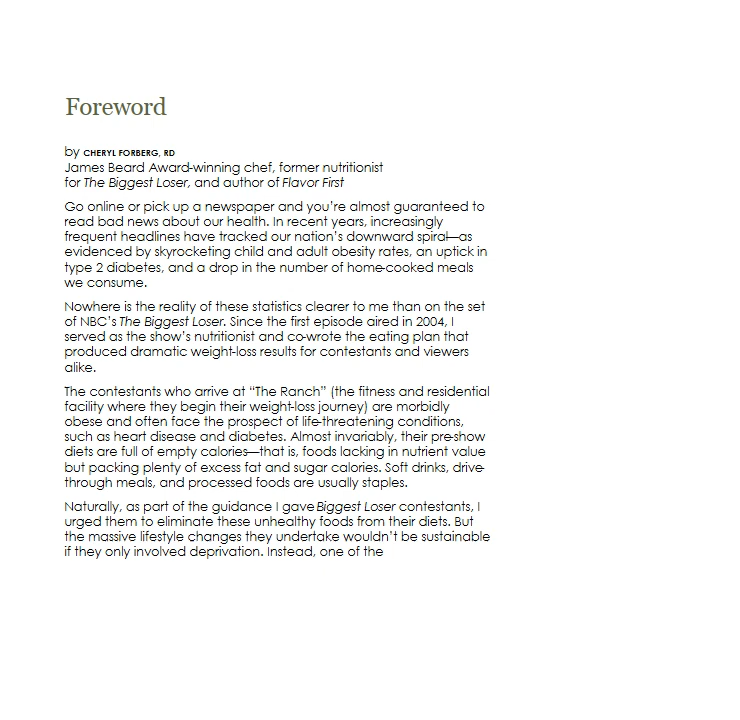 Foreword
by CHERYL FORBERG, RD
James Beard Award-winning chef, former nutritionist
for The Biggest Loser, and author of Flavor First
Go online or pick up a newspaper and you’re almost guaranteed to
read bad news about our health. In recent years, increasingly
frequent headlines have tracked our nation’s downward spiral—as
evidenced by skyrocketing child and adult obesity rates, an uptick in
type 2 diabetes, and a drop in the number of home-cooked meals
we consume.
Nowhere is the reality of these statistics clearer to me than on the set
of NBC’s The Biggest Loser. Since the first episode aired in 2004, I
served as the show’s nutritionist and co-wrote the eating plan that
produced dramatic weight-loss results for contestants and viewers
alike.
The contestants who arrive at “The Ranch” (the fitness and residential
facility where they begin their weight-loss journey) are morbidly
obese and often face the prospect of life-threatening conditions,
such as heart disease and diabetes. Almost invariably, their pre-show
diets are full of empty calories—that is, foods lacking in nutrient value
but packing plenty of excess fat and sugar calories. Soft drinks, drive-
through meals, and processed foods are usually staples.
Naturally, as part of the guidance I gave Biggest Loser contestants, I
urged them to eliminate these unhealthy foods from their diets. But
the massive lifestyle changes they undertake wouldn’t be sustainable
if they only involved deprivation. Instead, one of the